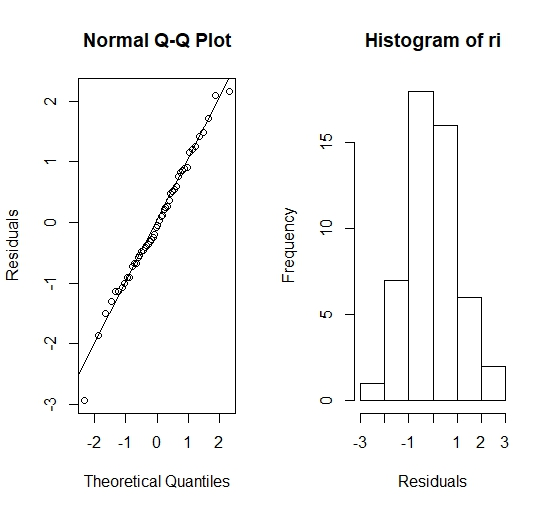 Normal Q-Q Plot
Residuals
2
1
0
-1
-2
-3
-2 -1 0 1 2
Theoretical Quantiles
Histogram of ri
Frequency
15
10
5
0
-3 -1 1 2 3
Residuals